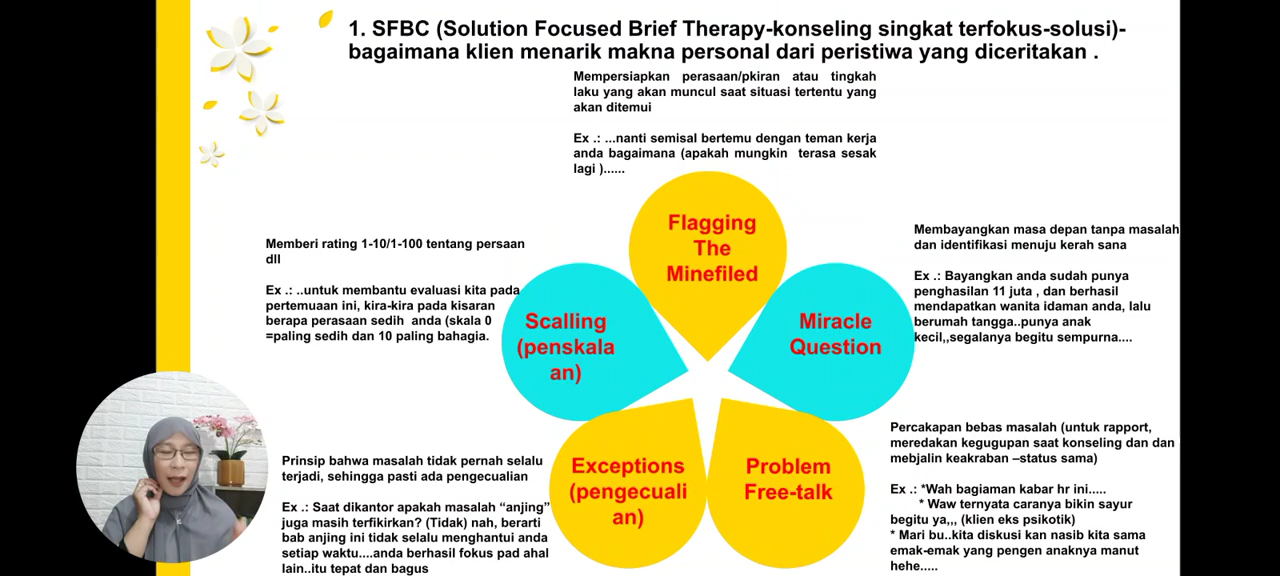 1. SFBC (Solution Focused Brief Therapy-konseling singkat terfokus-solusi)-
bagaimana klien menarik makna personal dari peristiwa yang diceritakan .
Mempersiapkan perasaan/pkiran atau tingkah
laku yang akan muncul saat situasi tertentu yang
akan ditemui
Ex .: ...nanti semisal bertemu dengan teman kerja
anda bagaimana (apakah mungkin terasa sesak
lagi )......
Flagging
The
Minefiled
Membayangkan masa depan tanpa masalah
dan identifikasi menuju kerah sana
Ex .: Bayangkan anda sudah punya
penghasilan 11 juta , dan berhasil
mendapatkan wanita idaman anda, lalu
berumah tangga..punya anak
kecil,,segalanya begitu sempurna....
Miracle
Question
Memberi rating 1-10/1-100 tentang persaan
dll
Ex .: ..untuk membantu evaluasi kita pada
pertemuaan ini, kira-kira pada kisaran
berapa perasaan sedih anda (skala 0
=paling sedih dan 10 paling bahagia.
Scalling
(penskala
an)
Prinsip bahwa masalah tidak pernah selalu
terjadi, sehingga pasti ada pengecualian
Ex .: Saat dikantor apakah masalah “anjing”
juga masih terfikirkan? (Tidak) nah, berarti
bab anjing ini tidak selalu menghantui anda
setiap waktu....anda berhasil fokus pad ahal
lain..itu tepat dan bagus
Exceptions
(pengecuali
an)
Problem
Free-talk
Percakapan bebas masalah (untuk rapport,
meredakan kegugupan saat konseling dan dan
mebjalin keakraban –status sama)
Ex .: *Wah bagaiman kabar hr ini.....
* Waw ternyata caranya bikin sayur
begitu ya,,, (klien eks psikotik)
* Mari bu..kita diskusi kan nasib kita sama
emak-emak yang pengen anaknya manut
hehe.....